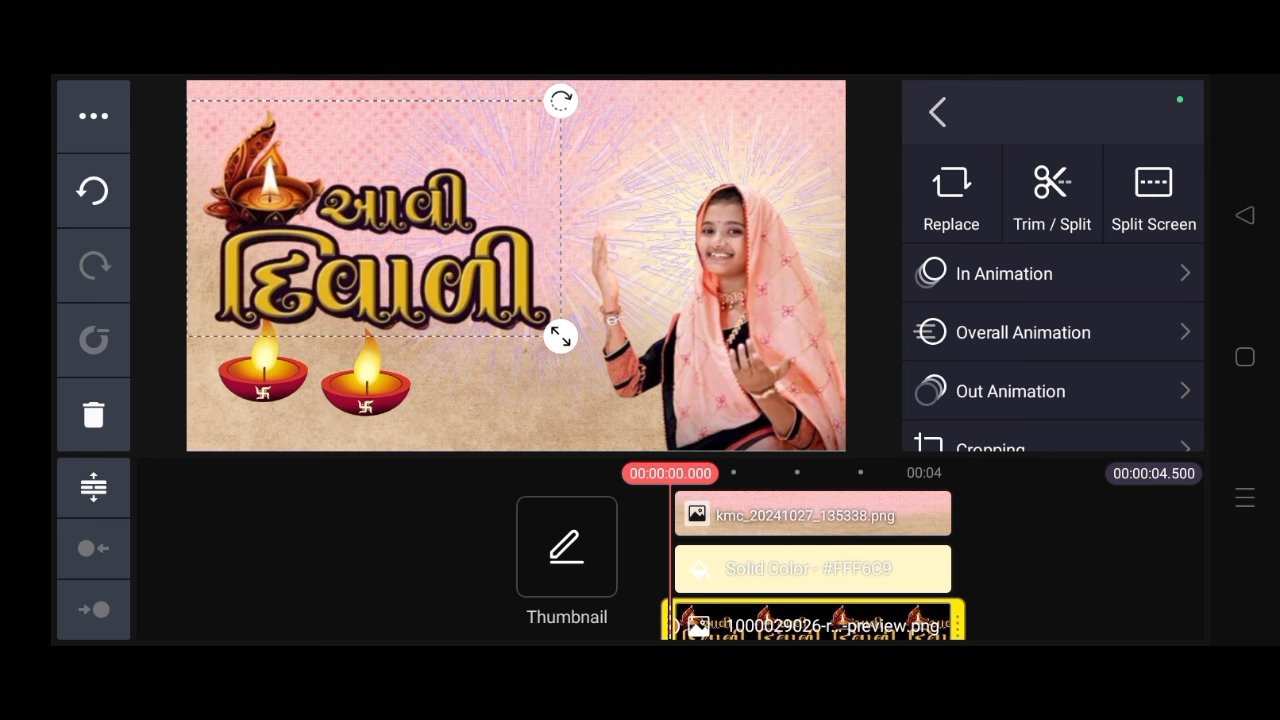 આવી
દિવાળી
Replace
Trim / Split
Split Screen
In Animation
Overall Animation
Out Animation
Cropping
00:00:00.000
00:04
00:00:04.500
kmc_20241027_135338.png
Solid Color - #FFF6C9
1000029026-r...-preview.png
Thumbnail